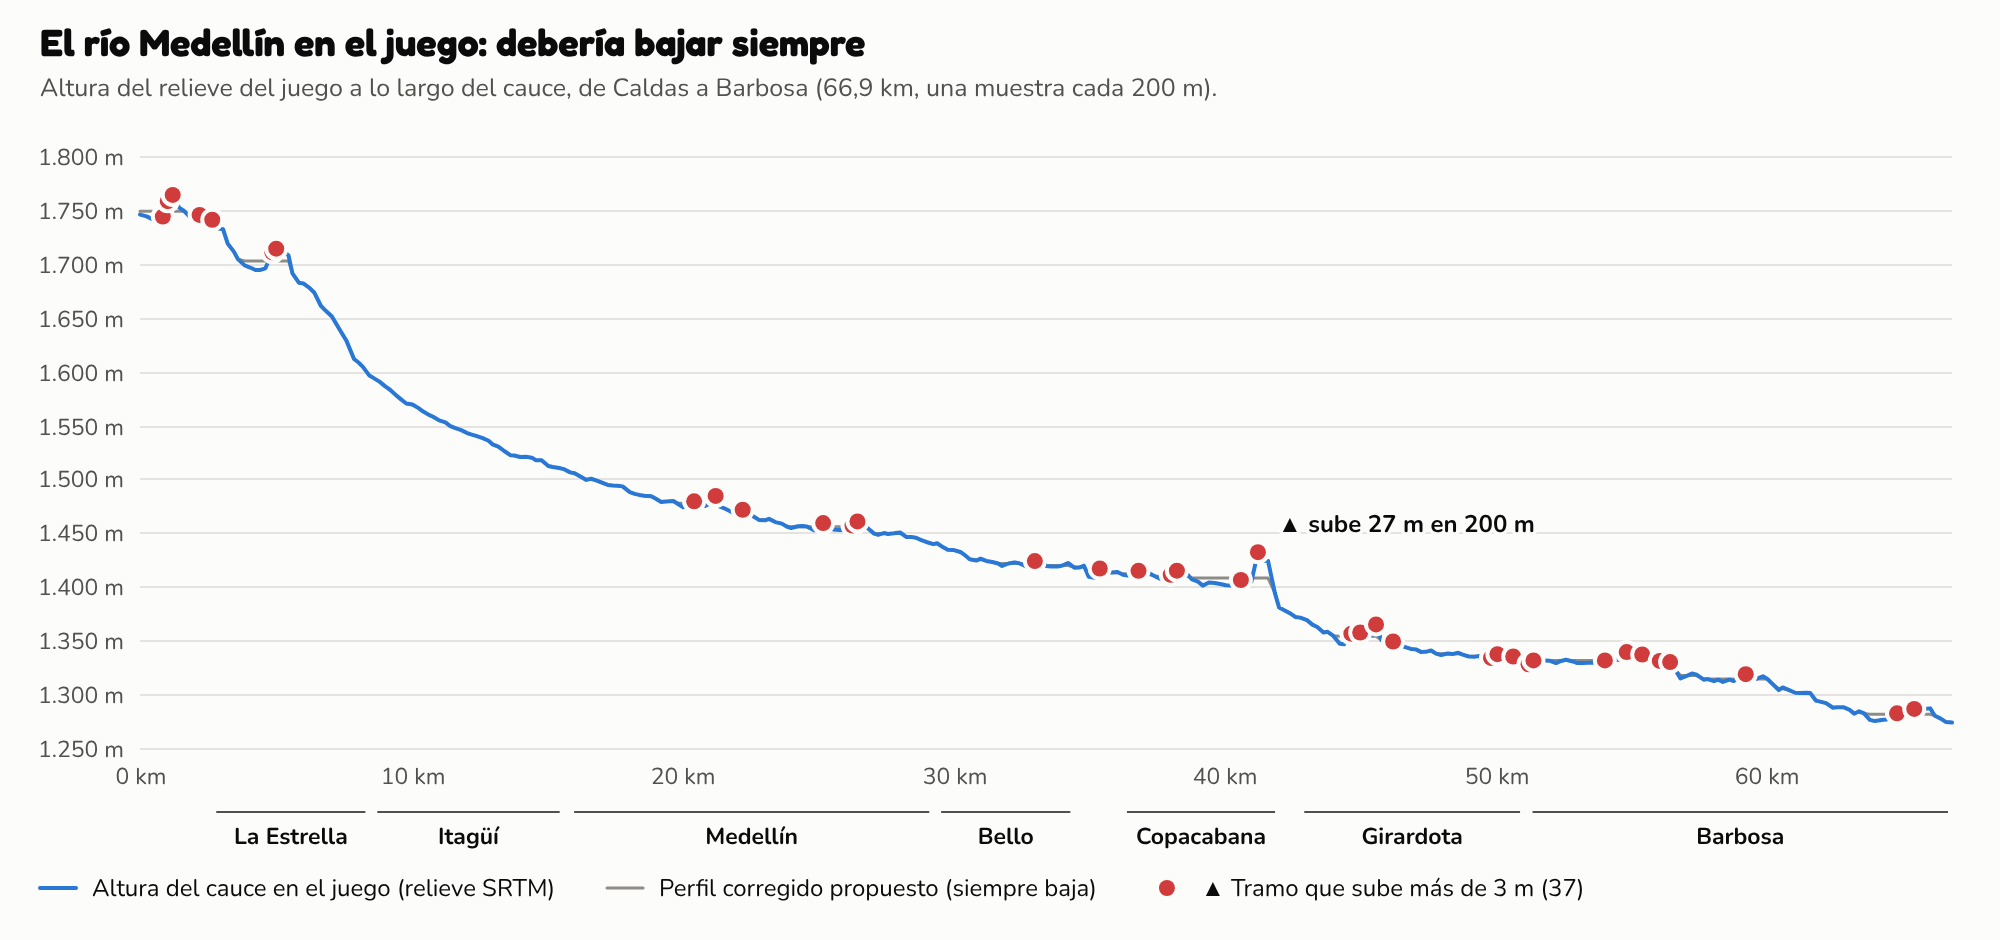 El río Medellín en el juego: debería bajar siempre
Altura del relieve del juego a lo largo del cauce, de Caldas a Barbosa (66,9 km, una muestra cada 200 m).
1.800 m
1.750 m
1.700 m
1.650 m
1.600 m
1.550 m
1.500 m
1.450 m
1.400 m
1.350 m
1.300 m
1.250 m
▲ sube 27 m en 200 m
0 km 10 km 20 km 30 km 40 km 50 km 60 km
La Estrella Itagüí Medellín Bello Copacabana Girardota Barbosa
Altura del cauce en el juego (relieve SRTM) Perfil corregido propuesto (siempre baja) ▲ Tramo que sube más de 3 m (37)